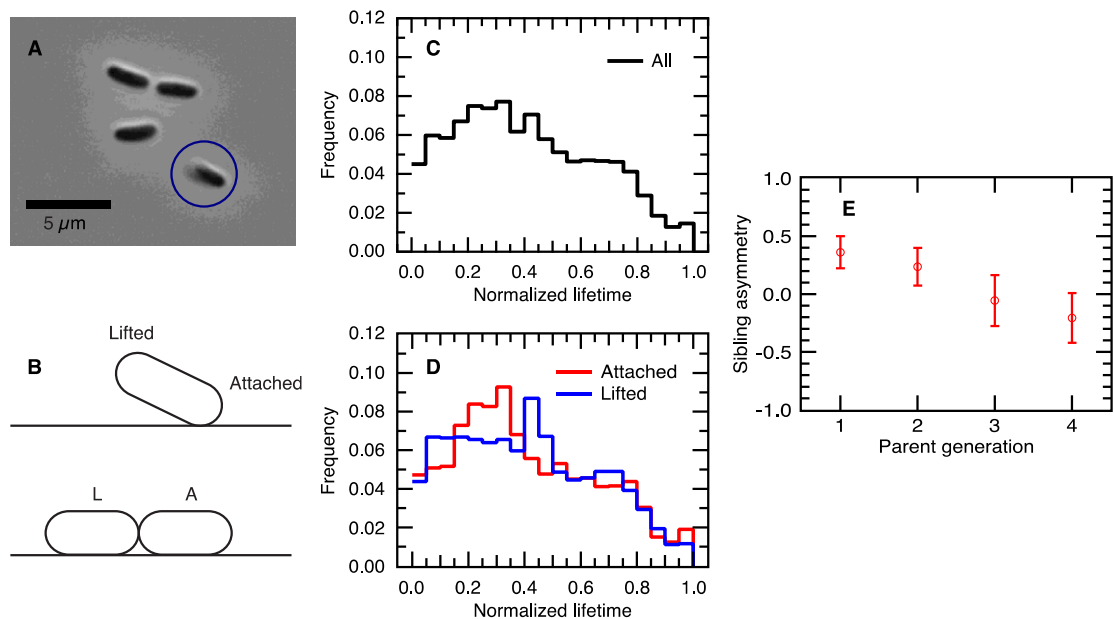 A
5 μm
B
Lifted
Attached
L
A
C
All
0.12
0.10
0.08
0.06
0.04
0.02
0.00
Frequency
0.0 0.2 0.4 0.6 0.8 1.0
Normalized lifetime
D
Attached
Lifted
0.12
0.10
0.08
0.06
0.04
0.02
0.00
Frequency
0.0 0.2 0.4 0.6 0.8 1.0
Normalized lifetime
E
1.0
0.5
0.0
-0.5
-1.0
Sibling asymmetry
1 2 3 4
Parent generation